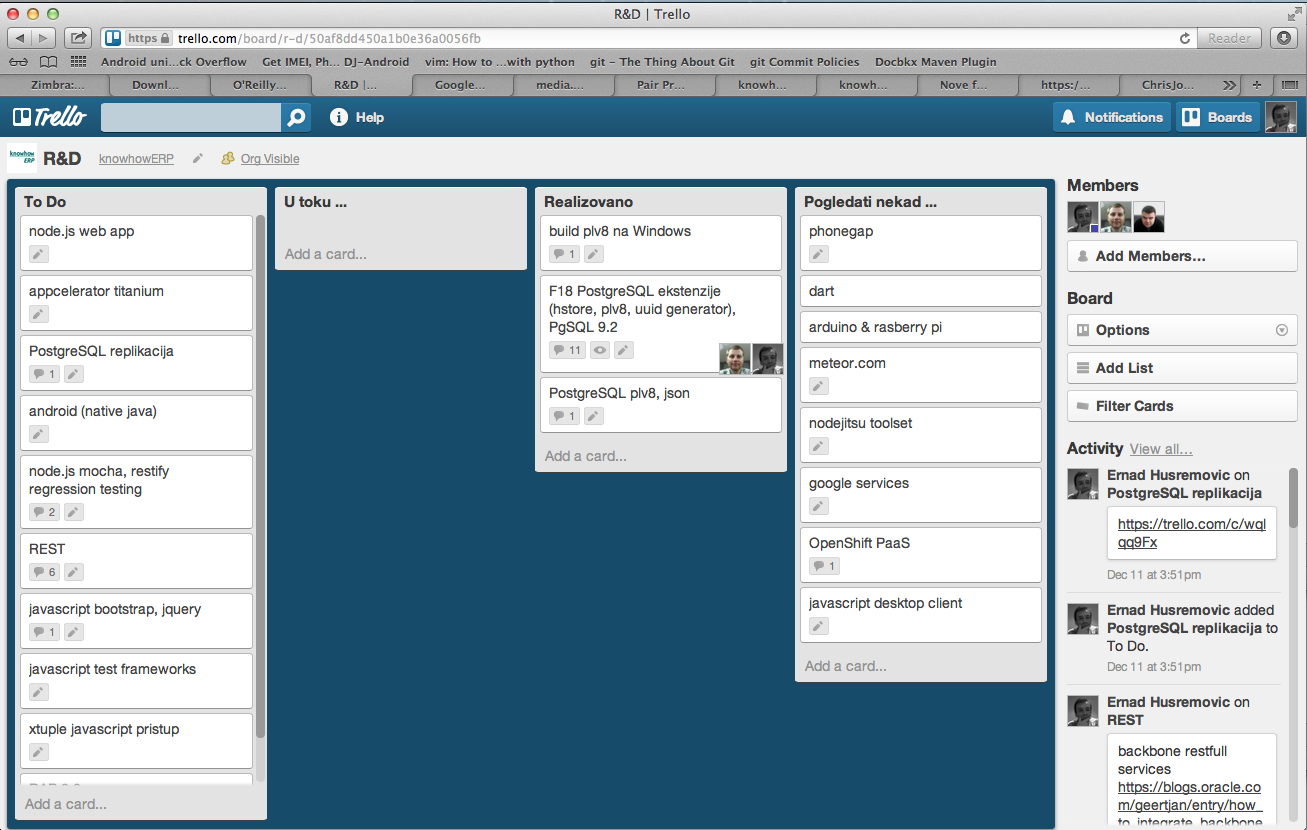 R&D | Trello
https trello.com/board/r-d/50af8dd450a1b0e36a0056fb
Reader
Android uni...ck Overflow Get IMEI, Ph... DJ-Android vim: How to ...with python git - The Thing About Git git Commit Policies Docbkx Maven Plugin
Zimbra:... Downl... O'Reilly... R&D |... Google... media.... Pair Pr... knowh... knowh... Nove f... https:/... ChrisJo...
Trello Help Notifications Boards
knowhow ERP
R&D knowhowERP Org Visible
To Do
node.js web app
appcelerator titanium
PostgreSQL replikacija
1
android (native java)
node.js mocha, restify
regression testing
2
REST
6
javascript bootstrap, jquery
1
javascript test frameworks
xtuple javascript pristup
Add a card...
U toku ...
Add a card...
Realizovano
build plv8 na Windows
1
F18 PostgreSQL ekstenzije
(hstore, plv8, uuid generator),
PgSQL 9.2
11
PostgreSQL plv8, json
1
Add a card...
Pogledati nekad ...
phonegap
dart
arduino & rasberry pi
meteor.com
nodejitsu toolset
google services
OpenShift PaaS
1
javascript desktop client
Add a card...
Members
Add Members...
Board
Options
Add List
Filter Cards
Activity View all...
Ernad Husremovic on
PostgreSQL replikacija
https://trello.com/c/wql
qq9Fx
Dec 11 at 3:51pm
Ernad Husremovic added
PostgreSQL replikacija to
To Do.
Dec 11 at 3:51pm
Ernad Husremovic on
REST
backbone restfull
services
https://blogs.oracle.co
m/geertjan/entry/how_
to_integrate_backbone